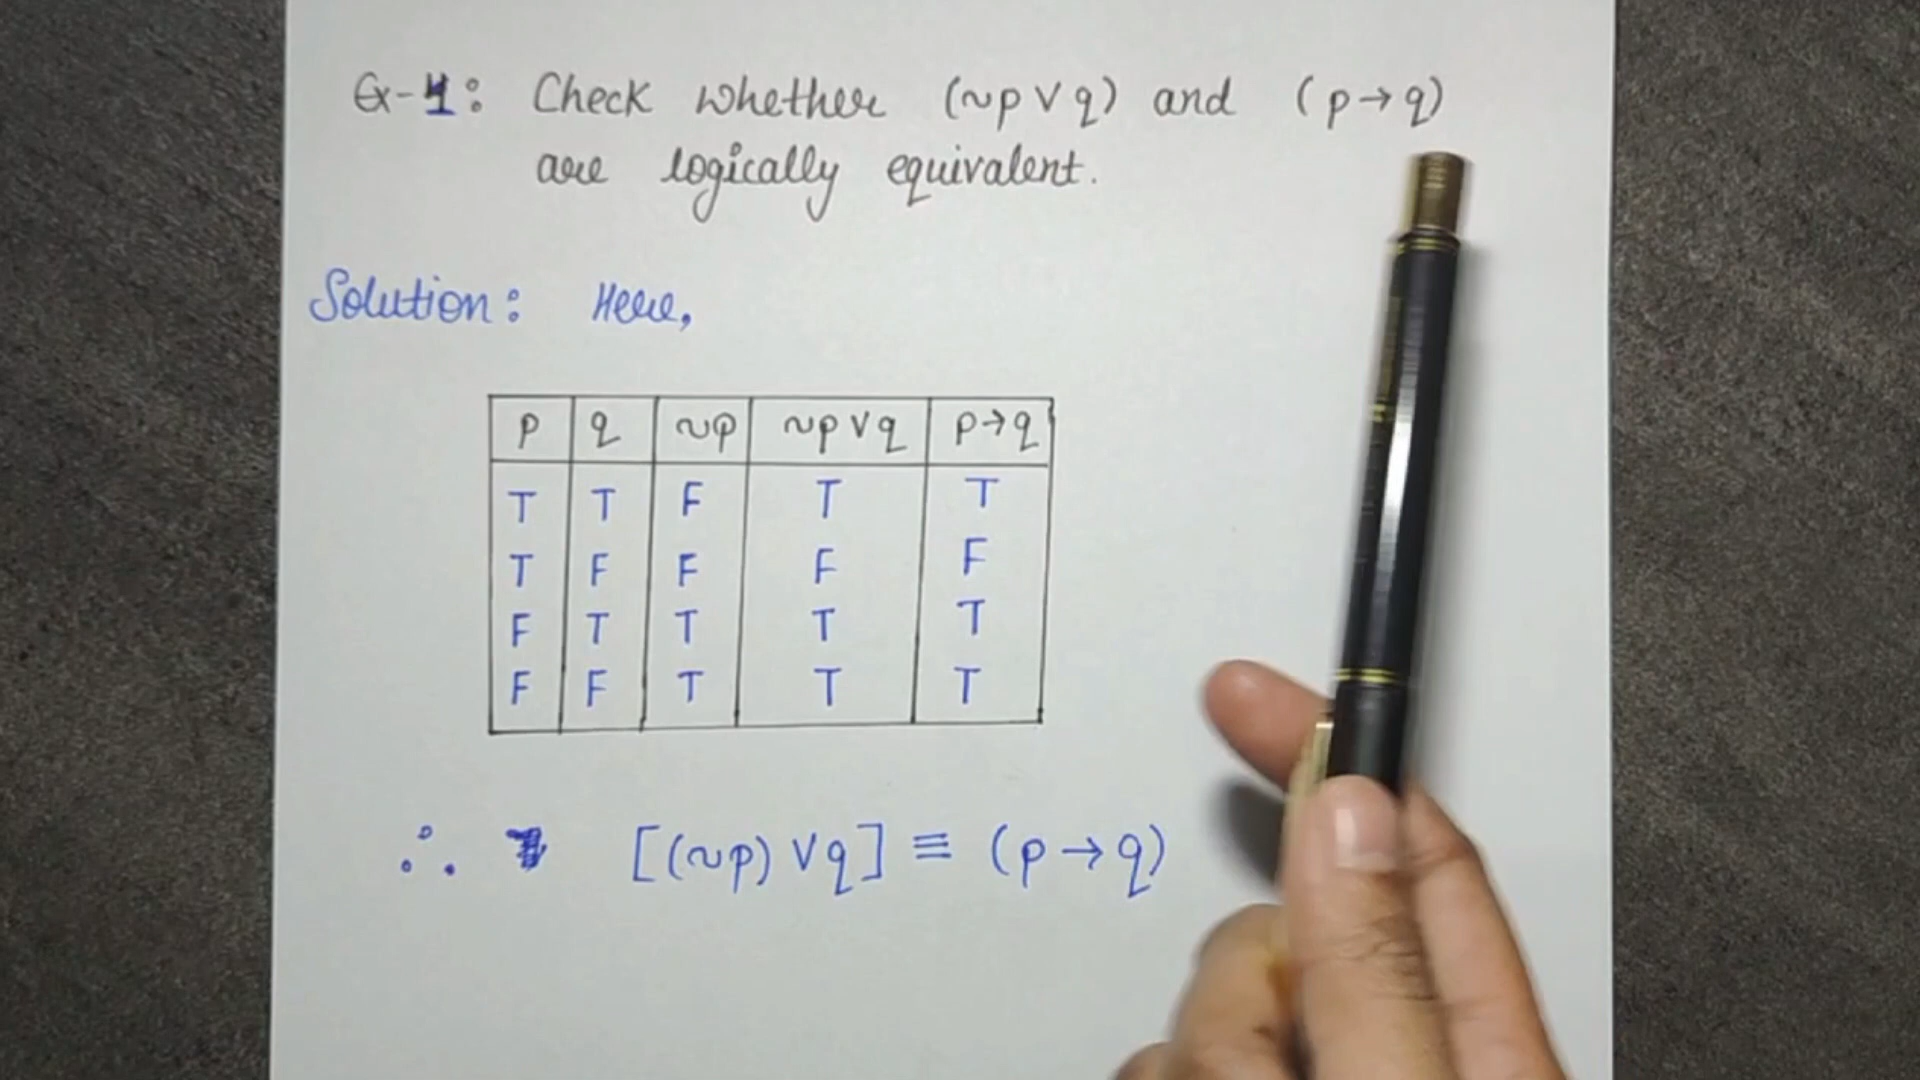 Ex-1: Check whether (~p∨q) and (p→q)
are logically equivalent.
Solution: Here,
p q ~p ~p∨q p→q
T T F T T
T F F F F
F T T T T
F F T T T
∴ [(~p)∨q] ≡ (p→q)